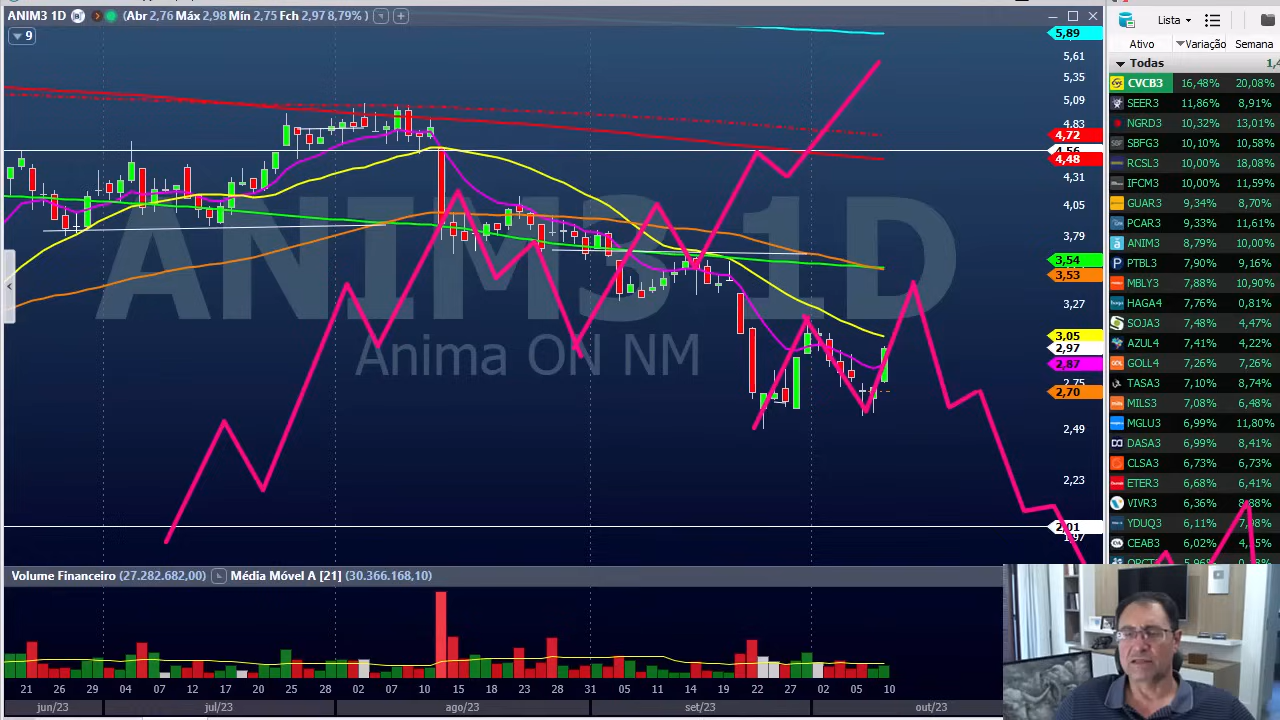 ANIM3 1D (Abr 2,76 Máx 2,98 Mín 2,75 Fch 2,97 8,79%)
9
ANIM3 1D
Anima ON NM
5,89
5,61
5,35
5,09
4,83
4,72
4,56
4,48
4,31
4,05
3,79
3,54
3,53
3,27
3,05
2,97
2,87
2,75
2,70
2,49
2,23
2,01
1,97
Volume Financeiro (27.282.682,00) Média Móvel A [21] (30.366.168,10)
21 26 29 04 07 12 17 20 25 28 02 07 10 15 18 23 28 31 05 11 14 19 22 27 02 05 10
jun/23 jul/23 ago/23 set/23 out/23
Lista
Ativo Variação Semana
Todas
CVCB3 16,48% 20,08%
SEER3 11,06% 8,91%
NGRD3 10,32% 13,01%
SBFG3 10,00% 10,58%
RCSL3 10,00% 18,08%
IFCM3 10,00% 11,59%
GUAR3 9,34% 8,70%
PCAR3 9,03% 11,61%
ANIM3 8,79% 10,00%
PTBL3 7,90% 5,16%
MBLY3 7,88% 10,90%
HAGA4 7,76% 0,81%
SOJA3 7,48% 4,47%
AZUL4 7,41% 4,22%
GOLL4 7,26% 7,26%
TASA3 7,10% 8,74%
MILS3 7,08% 6,48%
MGLU3 6,99% 11,80%
DASA3 6,99% 8,41%
CLSA3 6,73% 6,73%
ETER3 6,68% 6,41%
VIVR3 6,36%
YDUQ3 6,11%
CEAB3 6,02%